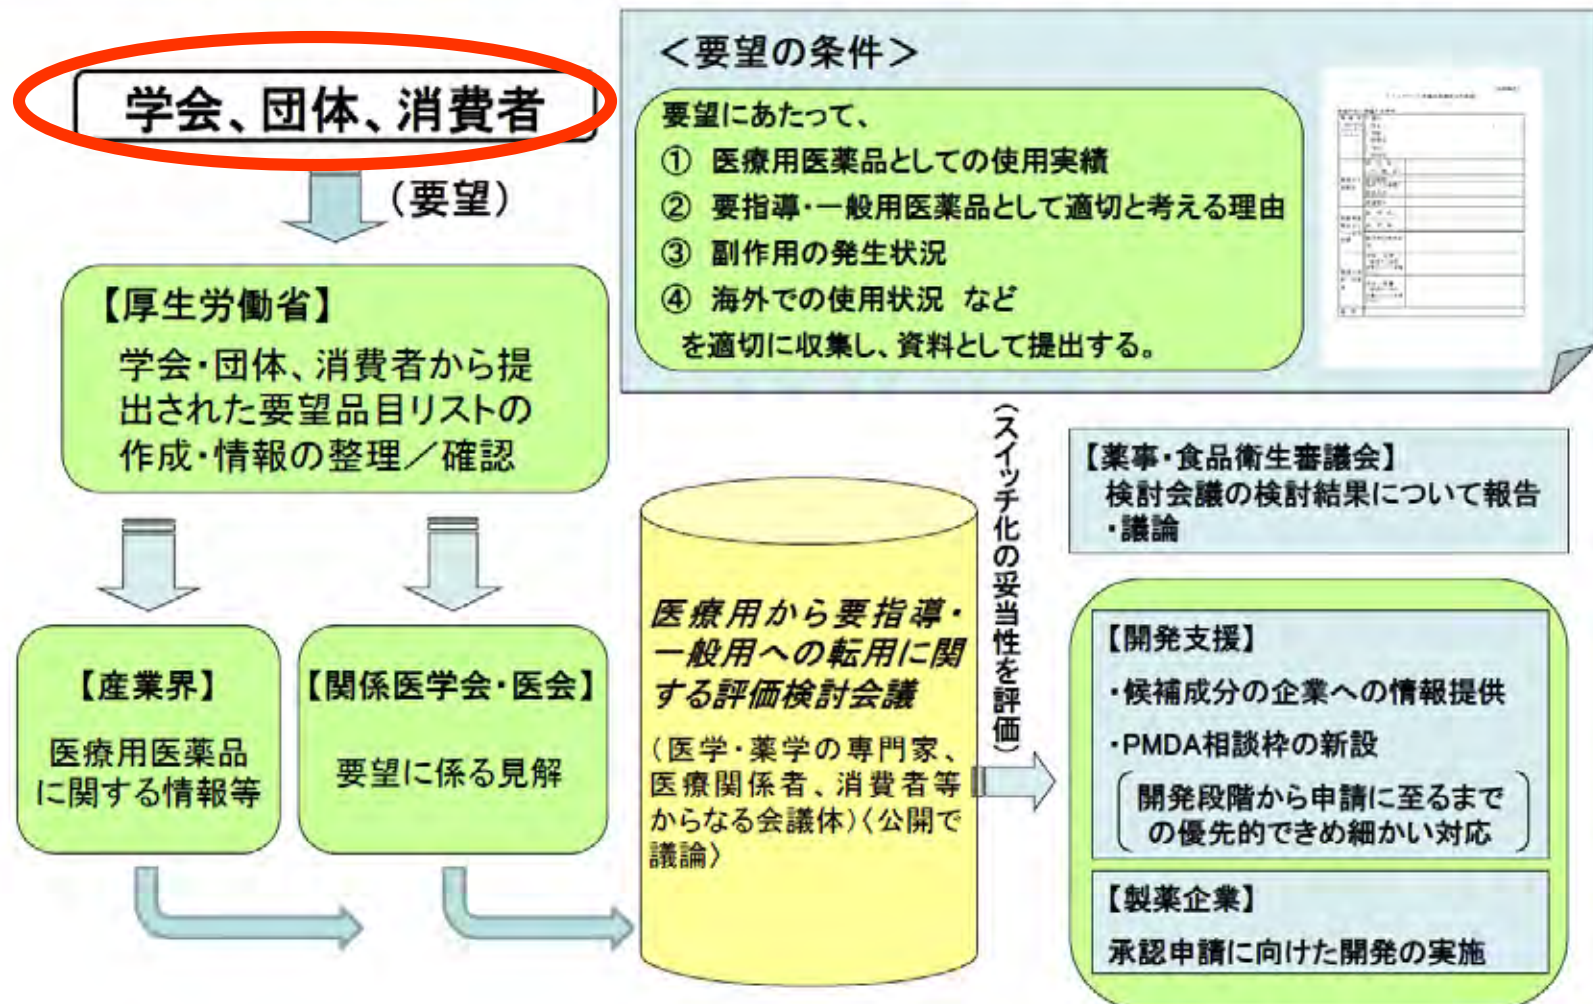 学会、団体、消費者
(要望)
【厚生労働省】
学会・団体、消費者から提
出された要望品目リストの
作成・情報の整理／確認
＜要望の条件＞
要望にあたって、
① 医療用医薬品としての使用実績
② 要指導・一般用医薬品として適切と考える理由
③ 副作用の発生状況
④ 海外での使用状況 など
を適切に収集し、資料として提出する。
【産業界】
医療用医薬品
に関する情報等
【関係医学会・医会】
要望に係る見解
医療用から要指導・
一般用への転用に関
する評価検討会議
(医学・薬学の専門家、
医療関係者、消費者等
からなる会議体)〈公開で
議論〉
(スイッチ化の妥当性を評価)
【薬事・食品衛生審議会】
検討会議の検討結果について報告
・議論
【開発支援】
・候補成分の企業への情報提供
・PMDA相談枠の新設
開発段階から申請に至るまで
の優先的できめ細かい対応
【製薬企業】
承認申請に向けた開発の実施